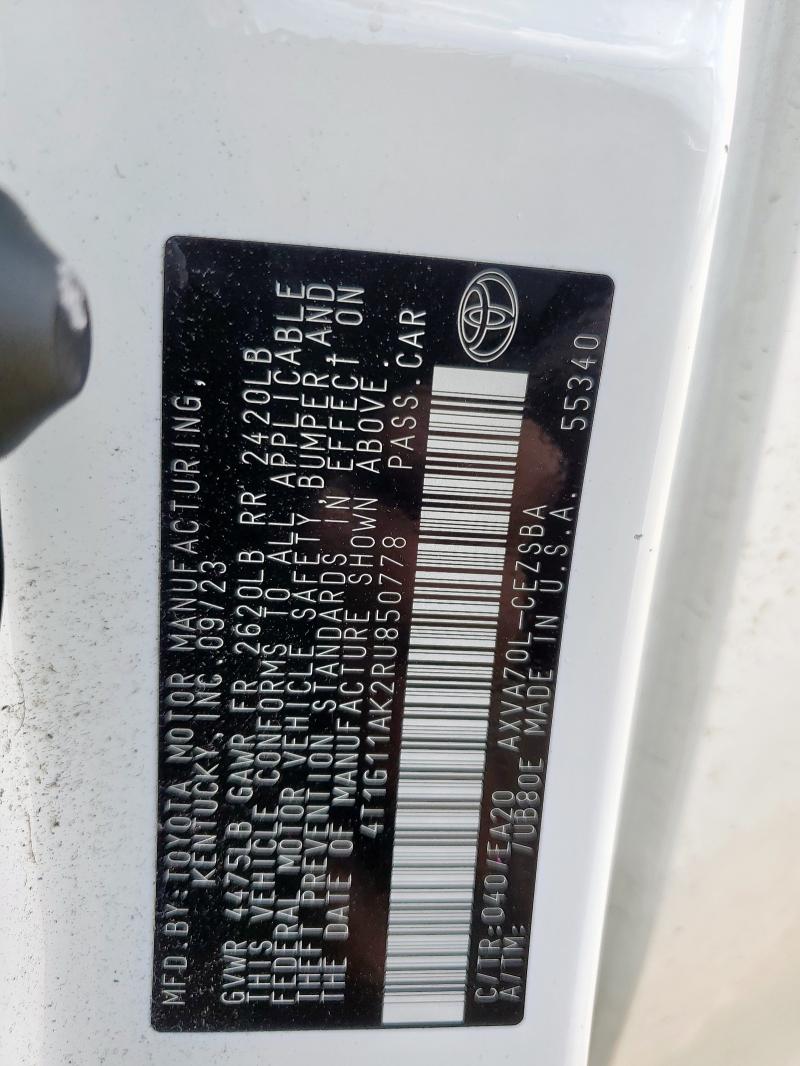 MFD.BY:TOYOTA MOTOR MANUFACTURING,
KENTUCKY, INC. 09/23
GVWR 4475LB GAWR FR 2620LB RR 2420LB
THIS VEHICLE CONFORMS TO ALL APPLICABLE
FEDERAL MOTOR VEHICLE SAFETY,BUMPER,AND
THEFT PREVENTION STANDARDS IN EFFECT ON
THE DATE OF MANUFACTURE SHOWN ABOVE.
4T1G11AK2RU850778 PASS.CAR
C/TR:040/EA20 AXVA70L-CEZSBA
A/TM: /UB80E MADE IN U.S.A. 55340